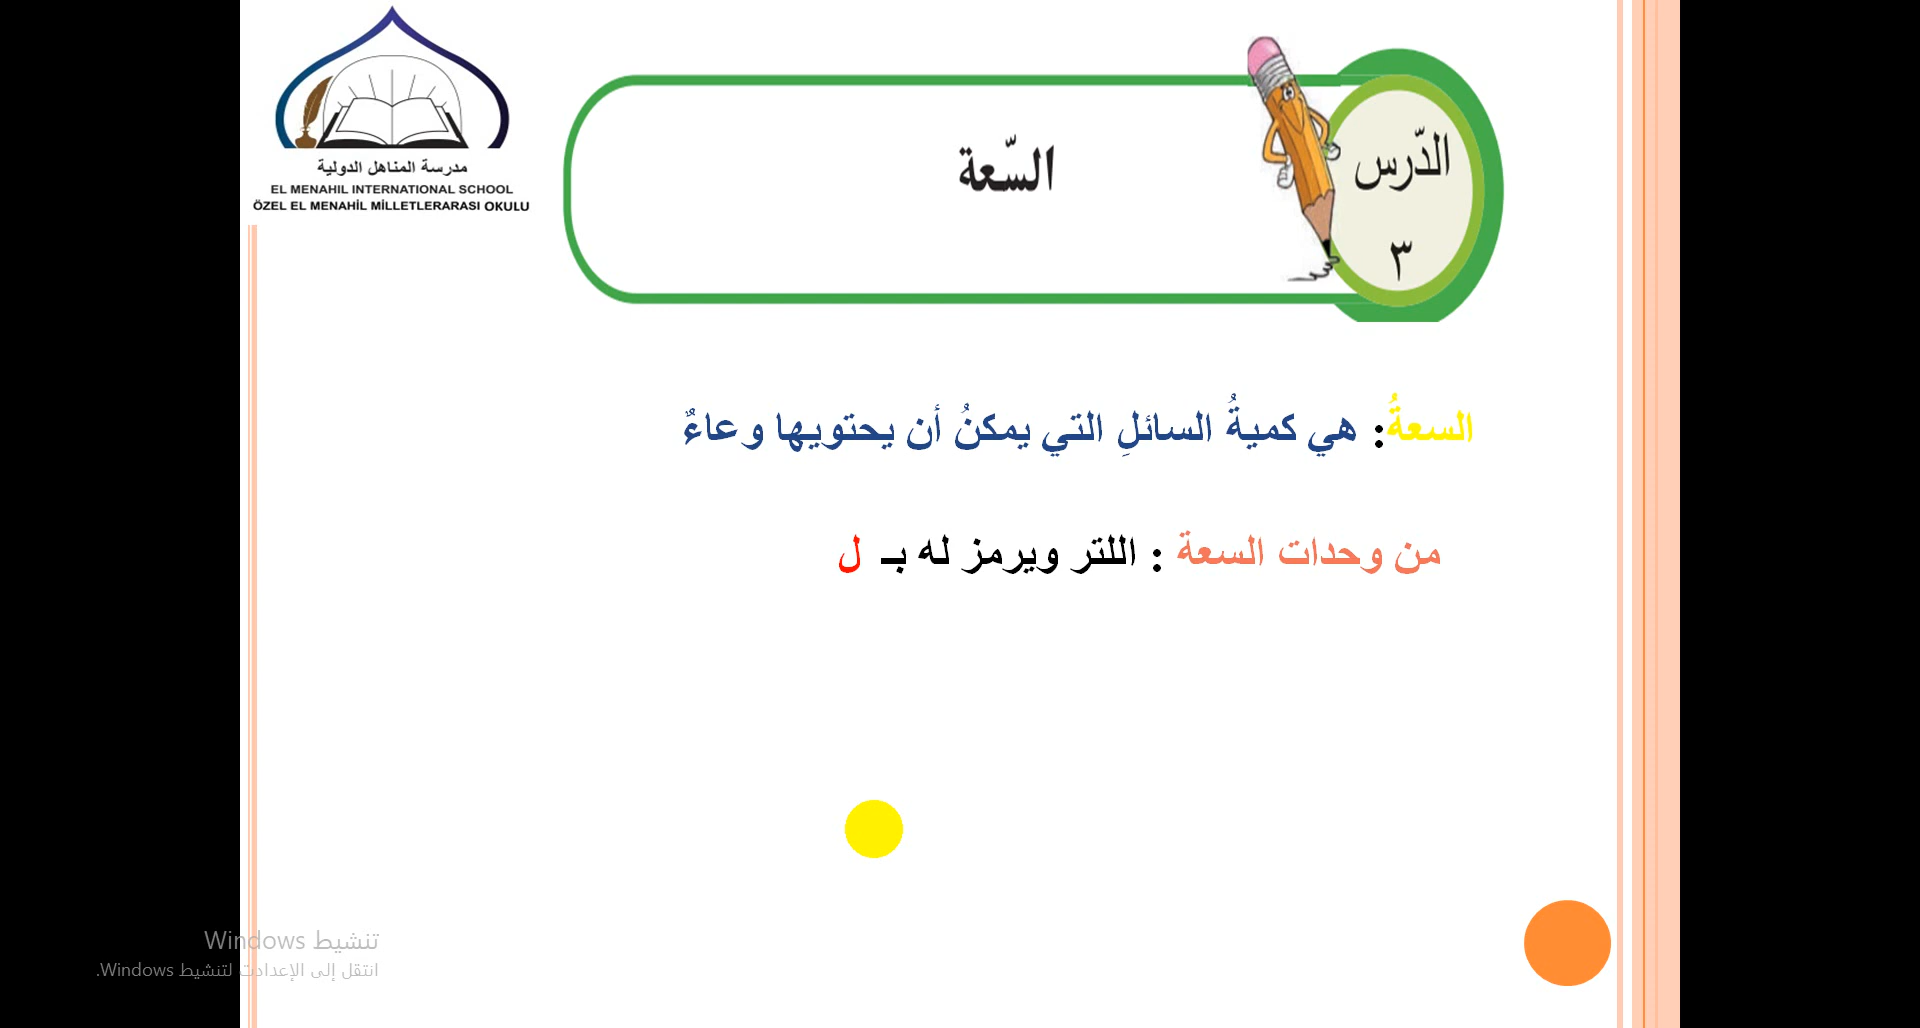 مدرسة المناهل الدولية
EL MENAHIL INTERNATIONAL SCHOOL
ÖZEL EL MENAHİL MİLLETLERARASI OKULU
الدّرس
٣
السّعة
السعةُ: هي كميةُ السائلِ التي يمكنُ أن يحتويها وعاءٌ
من وحدات السعة : اللتر ويرمز له بـ ل
تنشيط Windows
انتقل إلى الإعدادت لتنشيط Windows.